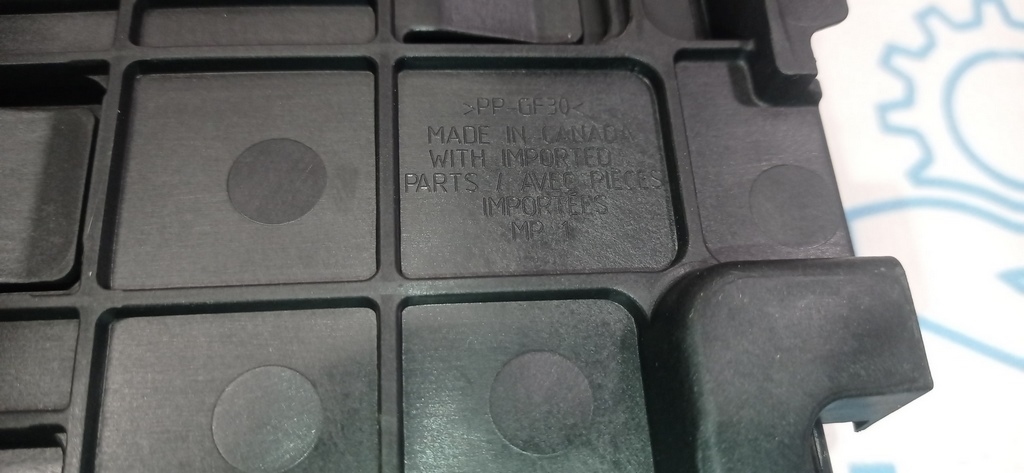 >PP-GF30<
MADE IN CANADA
WITH IMPORTED
PARTS / AVEC PIECES
IMPORTEES
MP 1